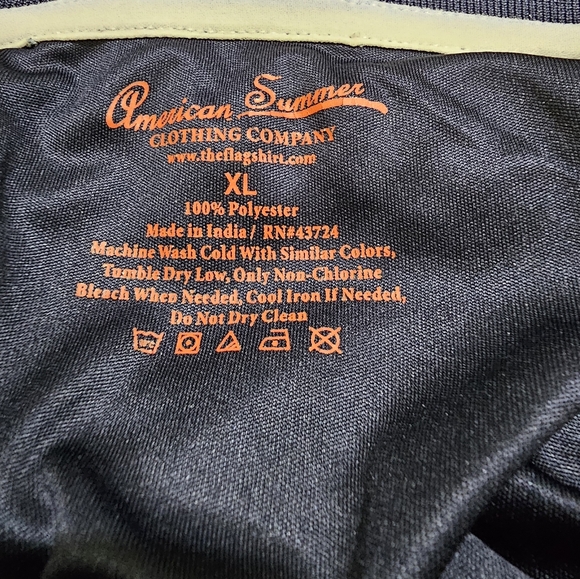 American Summer
CLOTHING COMPANY
www.theflagshirt.com
XL
100% Polyester
Made in India/ RN#43724
Machine Wash Cold With Similar Colors,
Tumble Dry Low, Only Non-Chlorine
Bleach When Needed, Cool Iron If Needed,
Do Not Dry Clean